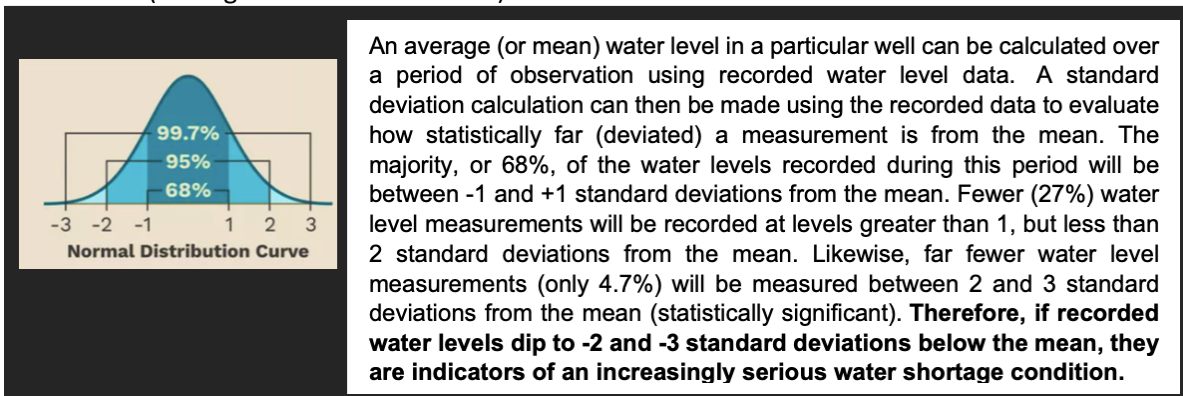 99.7%
95%
68%
-3 -2 -1 1 2 3
Normal Distribution Curve
An average (or mean) water level in a particular well can be calculated over
a period of observation using recorded water level data. A standard
deviation calculation can then be made using the recorded data to evaluate
how statistically far (deviated) a measurement is from the mean. The
majority, or 68%, of the water levels recorded during this period will be
between -1 and +1 standard deviations from the mean. Fewer (27%) water
level measurements will be recorded at levels greater than 1, but less than
2 standard deviations from the mean. Likewise, far fewer water level
measurements (only 4.7%) will be measured between 2 and 3 standard
deviations from the mean (statistically significant). Therefore, if recorded
water levels dip to -2 and -3 standard deviations below the mean, they
are indicators of an increasingly serious water shortage condition.